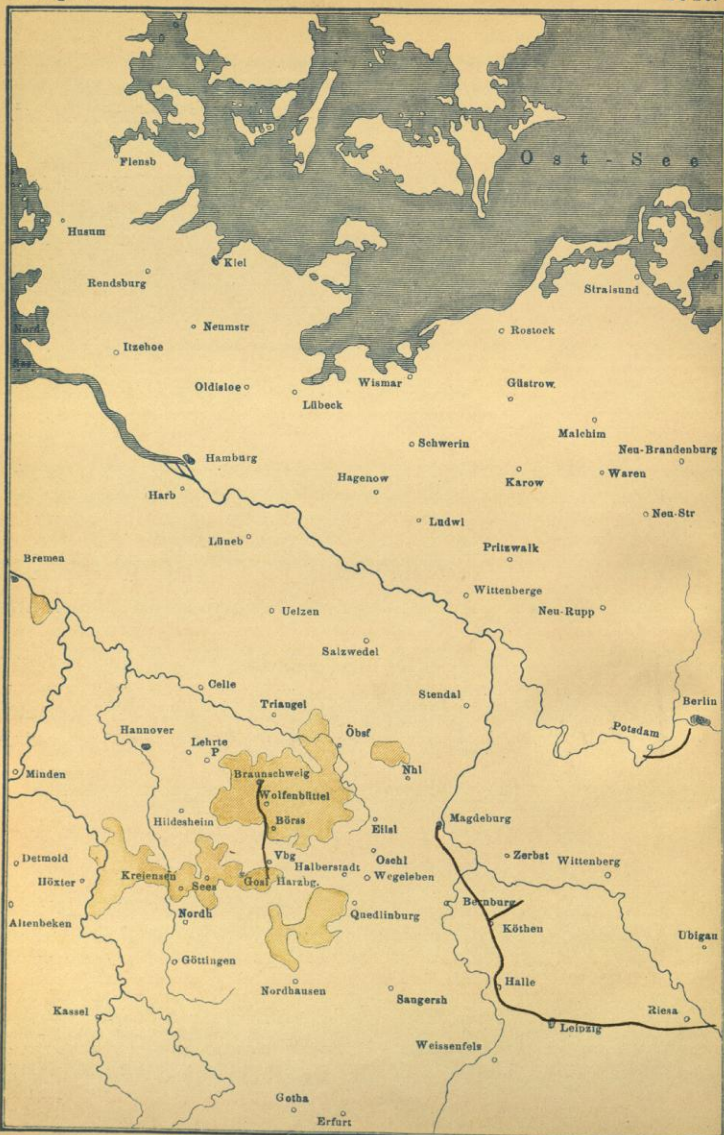 Ost-See
Flensb
Husum
Kiel
Rendsburg
Stralsund
Nord-
See
Neumstr
Rostock
Itzehoe
Oldisloe
Wismar
Güstrow.
Lübeck
Malchim
Schwerin
Neu-Brandenburg
Hamburg
Hagenow
Karow
Waren
Harb
Ludwl
Neu-Str
Lüneb
Pritzwalk
Bremen
Wittenberge
Uelzen
Neu-Rupp
Salzwedel
Celle
Stendal
Triangel
Berlin
Hannover
Öbsf
Potsdam
Lehrte
P
Minden
Braunschweig
Nhl
Wolfenbüttel
Hildesheim
Börss
Eilsl
Magdeburg
Detmold
Vbg
Oschl
Zerbst
Wittenberg
Kreiensen
Halberstadt
Höxter
Sees
Gosl
Harzbg.
Wegeleben
Altenbeken
Nordh
Quedlinburg
Bernburg
Köthen
Ubigau
Göttingen
Nordhausen
Sangersh
Halle
Kassel
Riesa
Leipzig
Weissenfels
Gotha
Erfurt